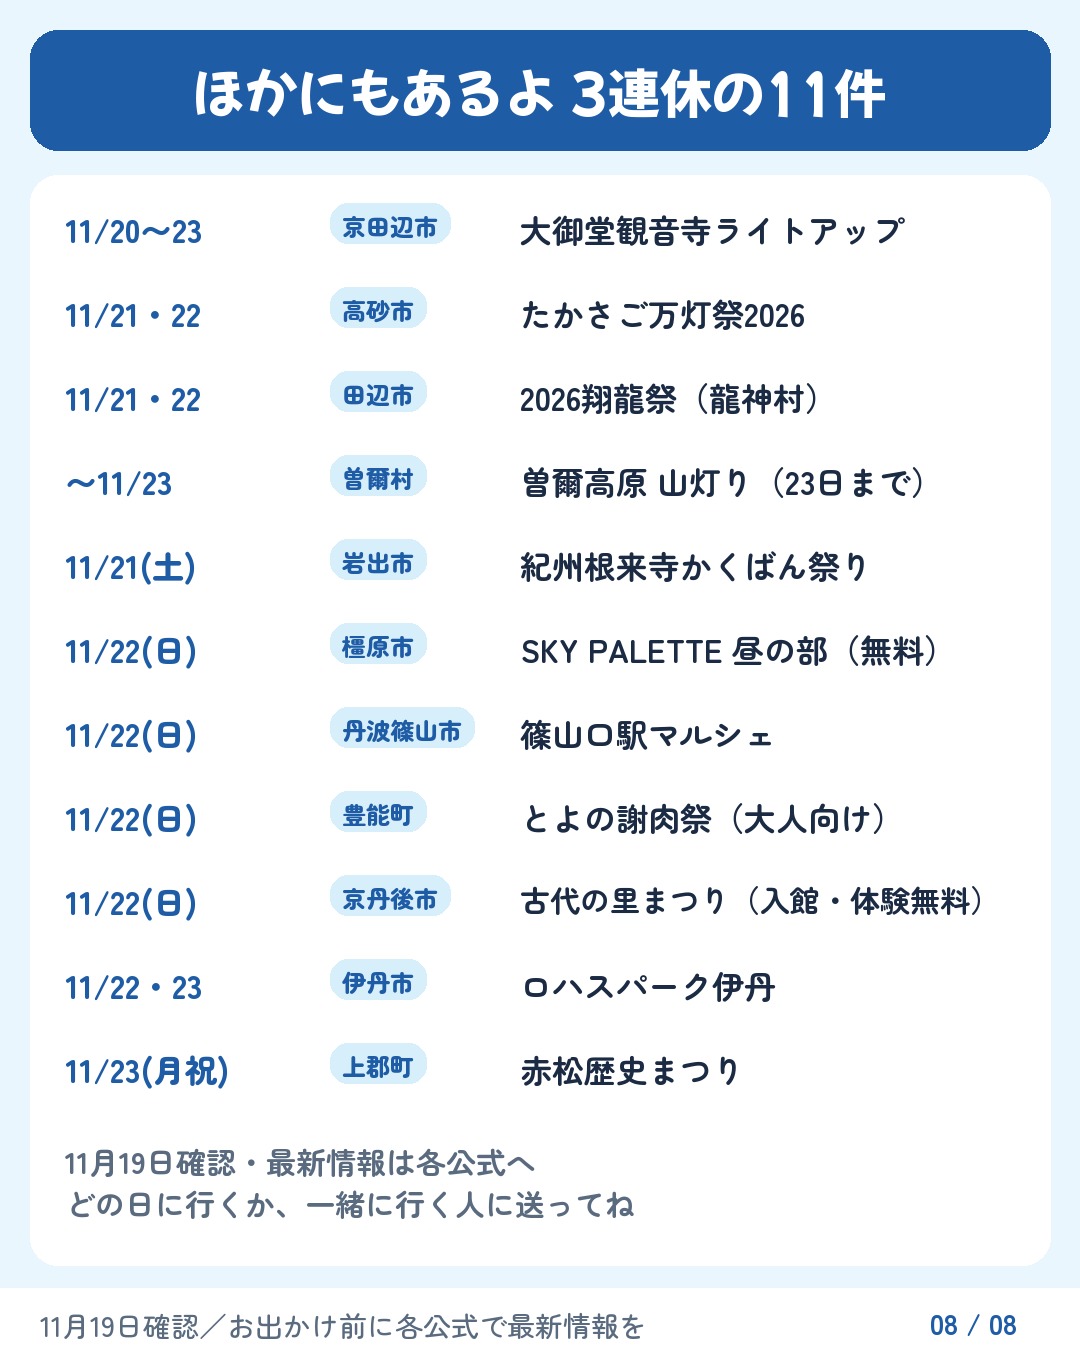 ほかにもあるよ 3連休の11件
11/20〜23 京田辺市 大御堂観音寺ライトアップ
11/21・22 高砂市 たかさご万灯祭2026
11/21・22 田辺市 2026翔龍祭（龍神村）
〜11/23 曽爾村 曽爾高原 山灯り（23日まで）
11/21(土) 岩出市 紀州根来寺かくばん祭り
11/22(日) 橿原市 SKY PALETTE 昼の部（無料）
11/22(日) 丹波篠山市 篠山口駅マルシェ
11/22(日) 豊能町 とよの謝肉祭（大人向け）
11/22(日) 京丹後市 古代の里まつり（入館・体験無料）
11/22・23 伊丹市 ロハスパーク伊丹
11/23(月祝) 上郡町 赤松歴史まつり
11月19日確認・最新情報は各公式へ
どの日に行くか、一緒に行く人に送ってね
11月19日確認／お出かけ前に各公式で最新情報を 08 / 08